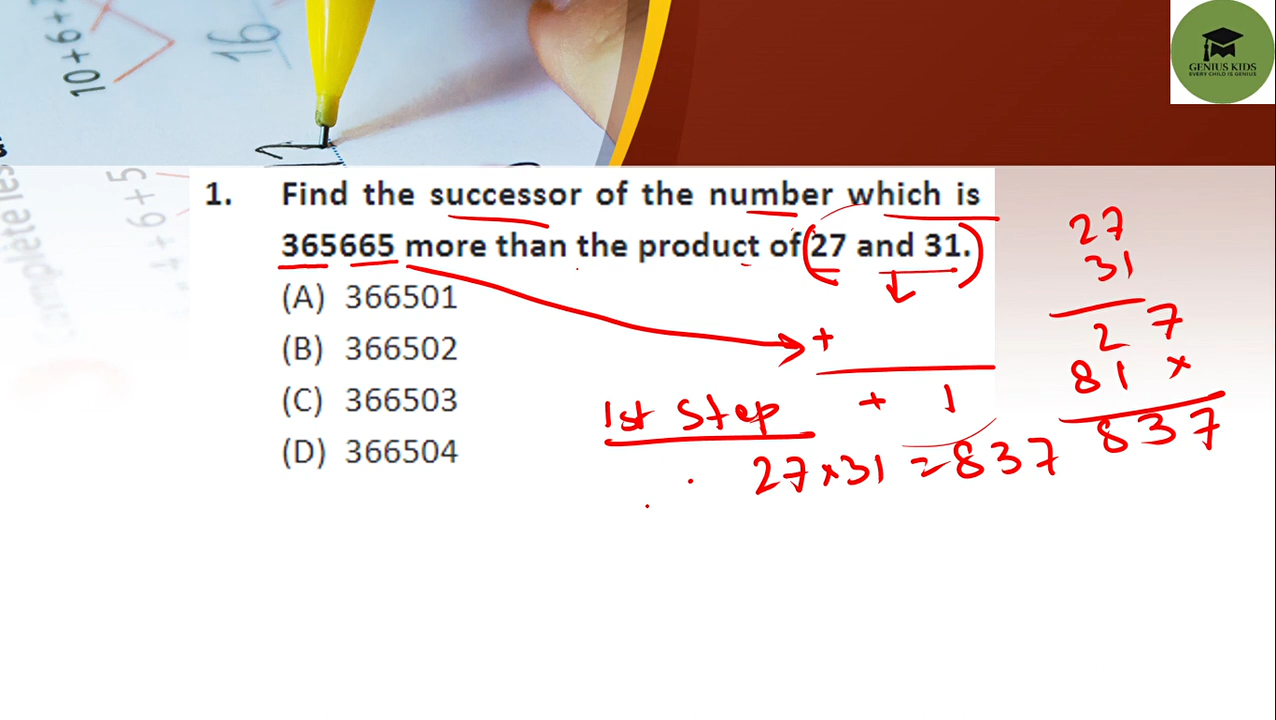 10+6+
16
GENIUS KIDS
EVERY CHILD IS GENIUS
+6+5
1. Find the successor of the number which is
365665 more than the product of 27 and 31.
(A) 366501
(B) 366502
(C) 366503
(D) 366504
+
+ 1
1st Step
27×31 = 837
27
31
27
81 ×
837